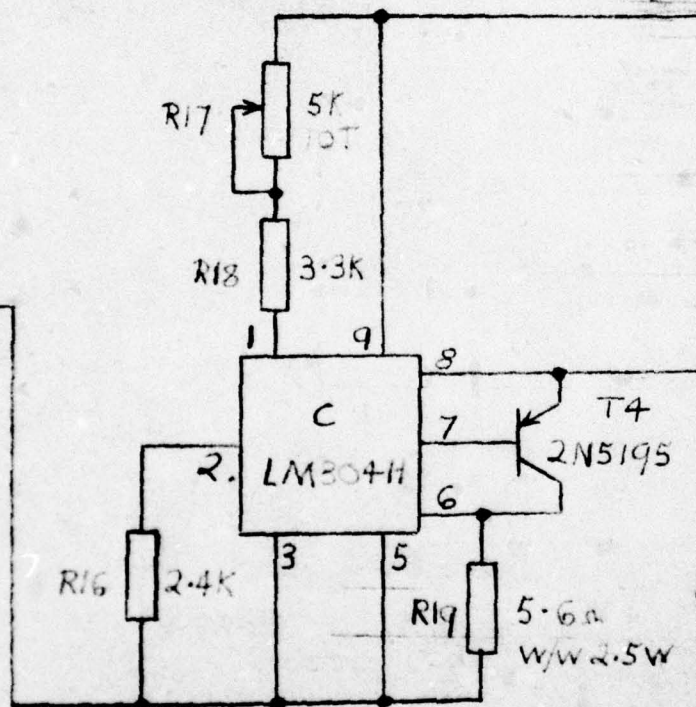 R17
5K
10T
R18
3.3K
1
9
8
C
7
T4
2N5195
2.
LM304H
6
3
5
R16
2.4K
R19
5.6Ω
W/W 2.5W